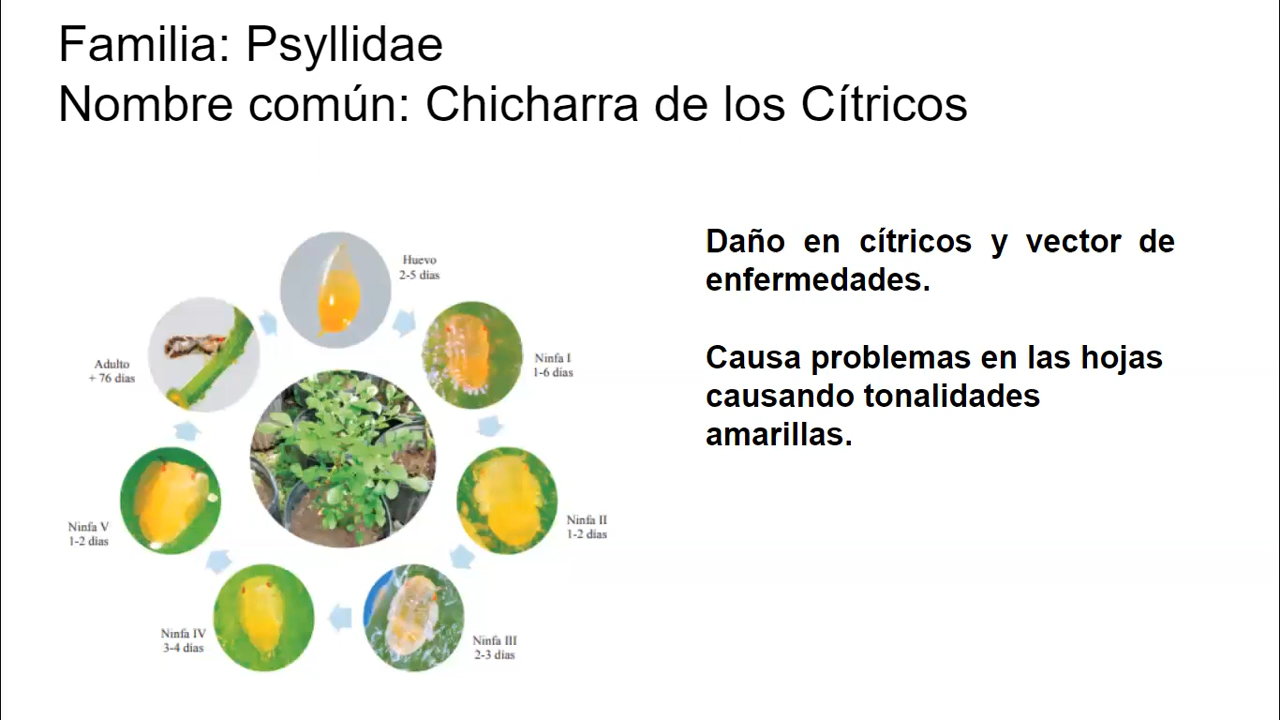 Familia: Psyllidae
Nombre común: Chicharra de los Cítricos
Huevo
2-5 días
Ninfa I
1-6 días
Ninfa II
1-2 días
Ninfa III
2-3 días
Ninfa IV
3-4 días
Ninfa V
1-2 días
Adulto
+ 76 días
Daño en cítricos y vector de
enfermedades.
Causa problemas en las hojas
causando tonalidades
amarillas.